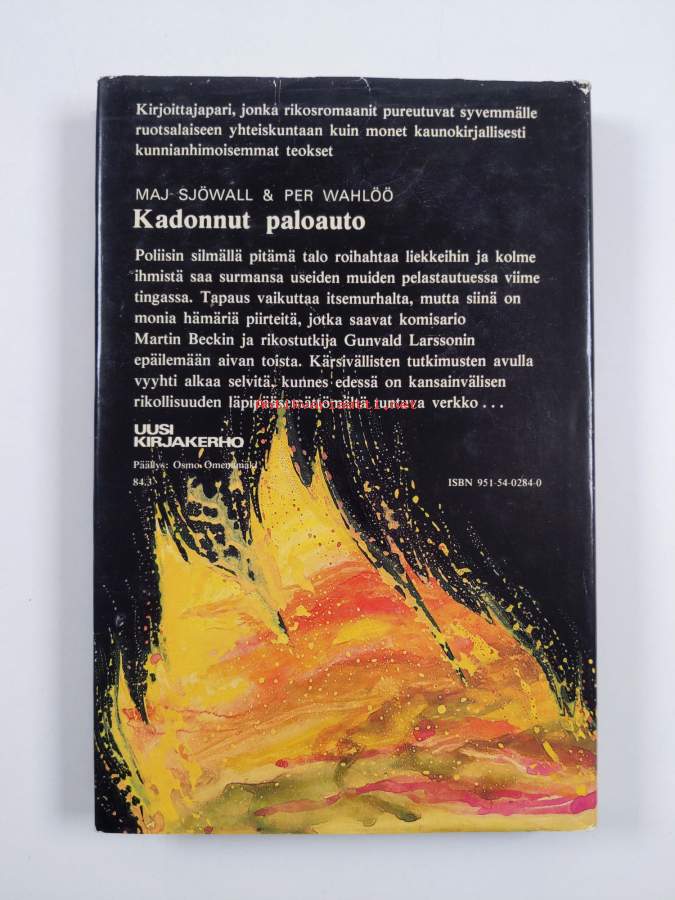 Kirjoittajapari, jonka rikosromaanit pureutuvat syvemmälle
ruotsalaiseen yhteiskuntaan kuin monet kaunokirjallisesti
kunnianhimoisemmat teokset
MAJ SJÖWALL & PER WAHLÖÖ
Kadonnut paloauto
Poliisin silmällä pitämä talo roihahtaa liekkeihin ja kolme
ihmistä saa surmansa useiden muiden pelastautuessa viime
tingassa. Tapaus vaikuttaa itsemurhalta, mutta siinä on
monia hämäriä piirteitä, jotka saavat komisario
Martin Beckin ja rikostutkija Gunvald Larssonin
epäilemään aivan toista. Kärsivällisten tutkimusten avulla
vyyhti alkaa selvitä, kunnes edessä on kansainvälisen
rikollisuuden läpipääsemättömältä tuntuva verkko ...
UUSI
KIRJAKERHO
Päällys: Osmo Omenamäki
84.3 ISBN 951-54-0284-0